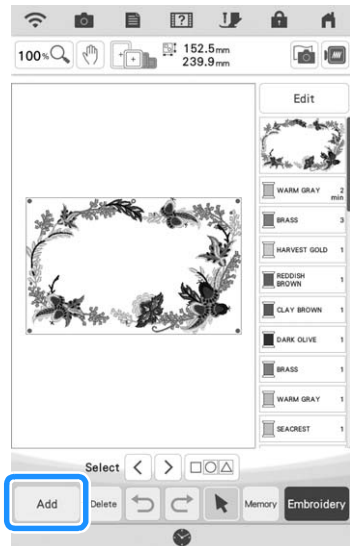 100%
152.5mm
239.9mm
Edit
WARM GRAY 2
min
BRASS 3
HARVEST GOLD 1
REDDISH
BROWN 1
CLAY BROWN 1
DARK OLIVE 1
BRASS 1
WARM GRAY 1
SEACREST 1
Select
Add
Delete
Memory
Embroidery